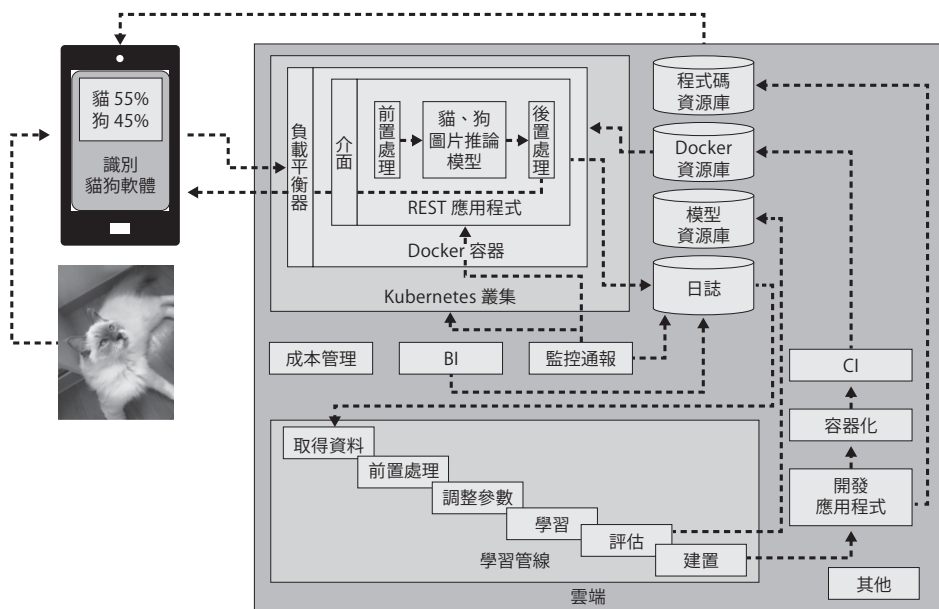 貓 55%
狗 45%
識別
貓狗軟體
負載平衡器
介面
前置處理
貓、狗
圖片推論
模型
後置處理
REST 應用程式
Docker 容器
Kubernetes 叢集
程式碼
資源庫
Docker
資源庫
模型
資源庫
日誌
成本管理
BI
監控通報
CI
容器化
開發
應用程式
取得資料
前置處理
調整參數
學習
評估
建置
學習管線
其他
雲端